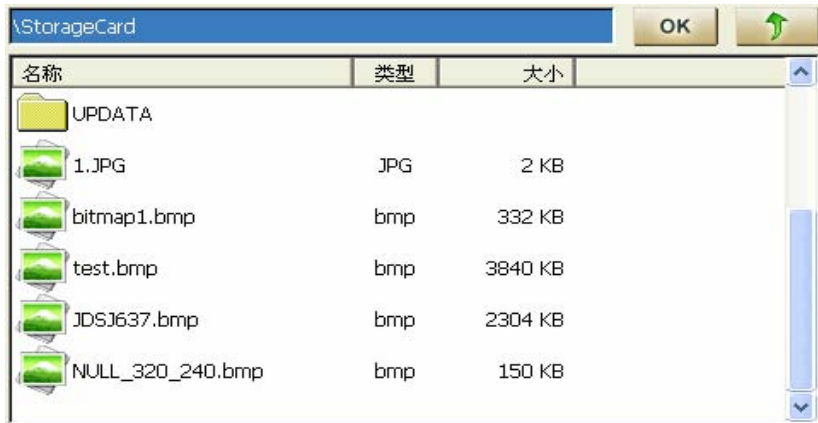 \StorageCard OK
名称 类型 大小
UPDATA
1.JPG JPG 2 KB
bitmap1.bmp bmp 332 KB
test.bmp bmp 3840 KB
JDSJ637.bmp bmp 2304 KB
NULL_320_240.bmp bmp 150 KB